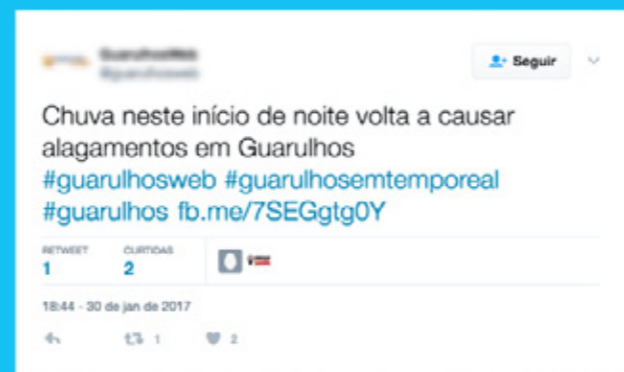 Seguir
Chuva neste início de noite volta a causar
alagamentos em Guarulhos
#guarulhosweb #guarulhosemtemporeal
#guarulhos fb.me/7SEGgtg0Y
RETWEET CURTIDAS
1 2
18:44 - 30 de jan de 2017
1 2